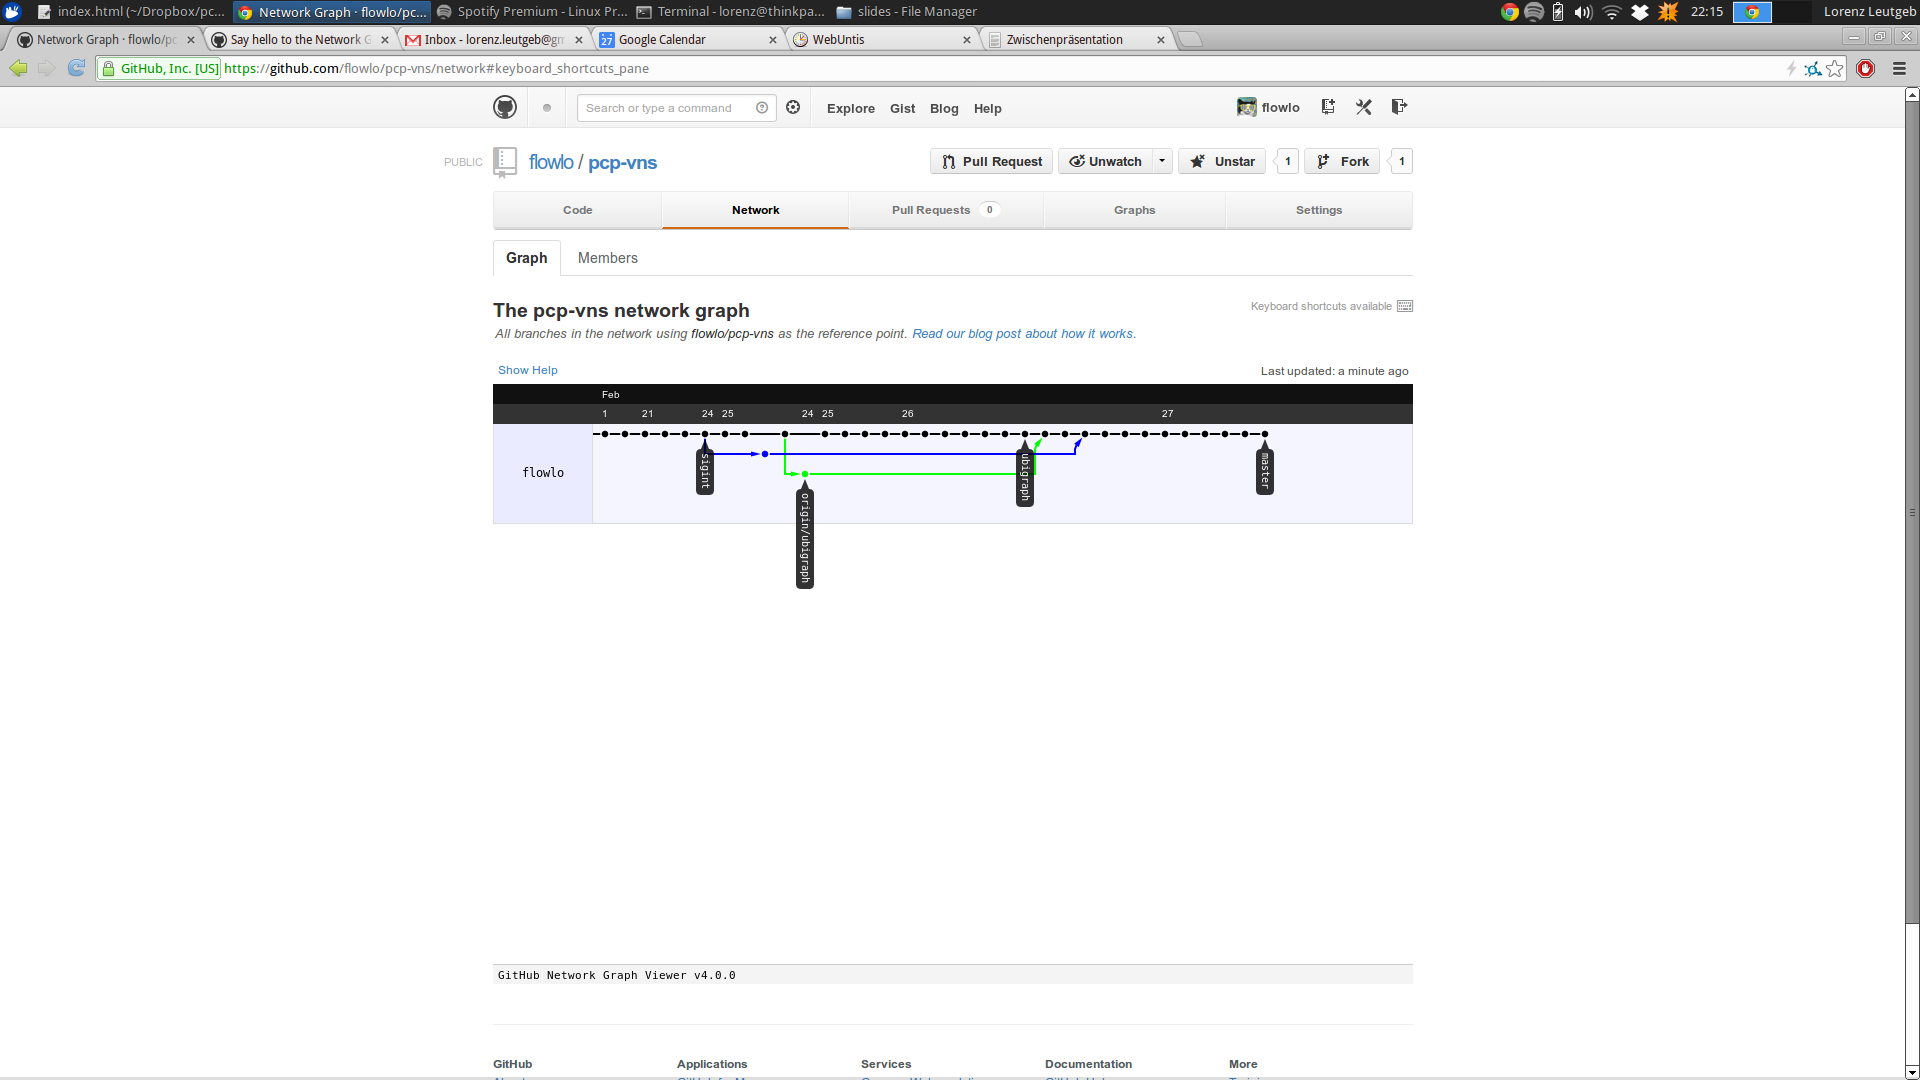 index.html (~/Dropbox/pc... Network Graph · flowlo/pc... Spotify Premium - Linux Pr... Terminal - lorenz@thinkpa... slides - File Manager 22:15 Lorenz Leutgeb
Network Graph · flowlo/pc Say hello to the Network G Inbox - lorenz.leutgeb@gm 27 Google Calendar WebUntis Zwischenpräsentation
GitHub, Inc. [US] https://github.com/flowlo/pcp-vns/network#keyboard_shortcuts_pane
Search or type a command Explore Gist Blog Help flowlo
PUBLIC flowlo / pcp-vns Pull Request Unwatch Unstar 1 Fork 1
Code Network Pull Requests 0 Graphs Settings
Graph Members
The pcp-vns network graph Keyboard shortcuts available
All branches in the network using flowlo/pcp-vns as the reference point. Read our blog post about how it works.
Show Help Last updated: a minute ago
Feb
1 21 24 25 24 25 26 27
flowlo
sigint
origin/ubigraph
ubigraph
master
GitHub Network Graph Viewer v4.0.0
GitHub Applications Services Documentation More